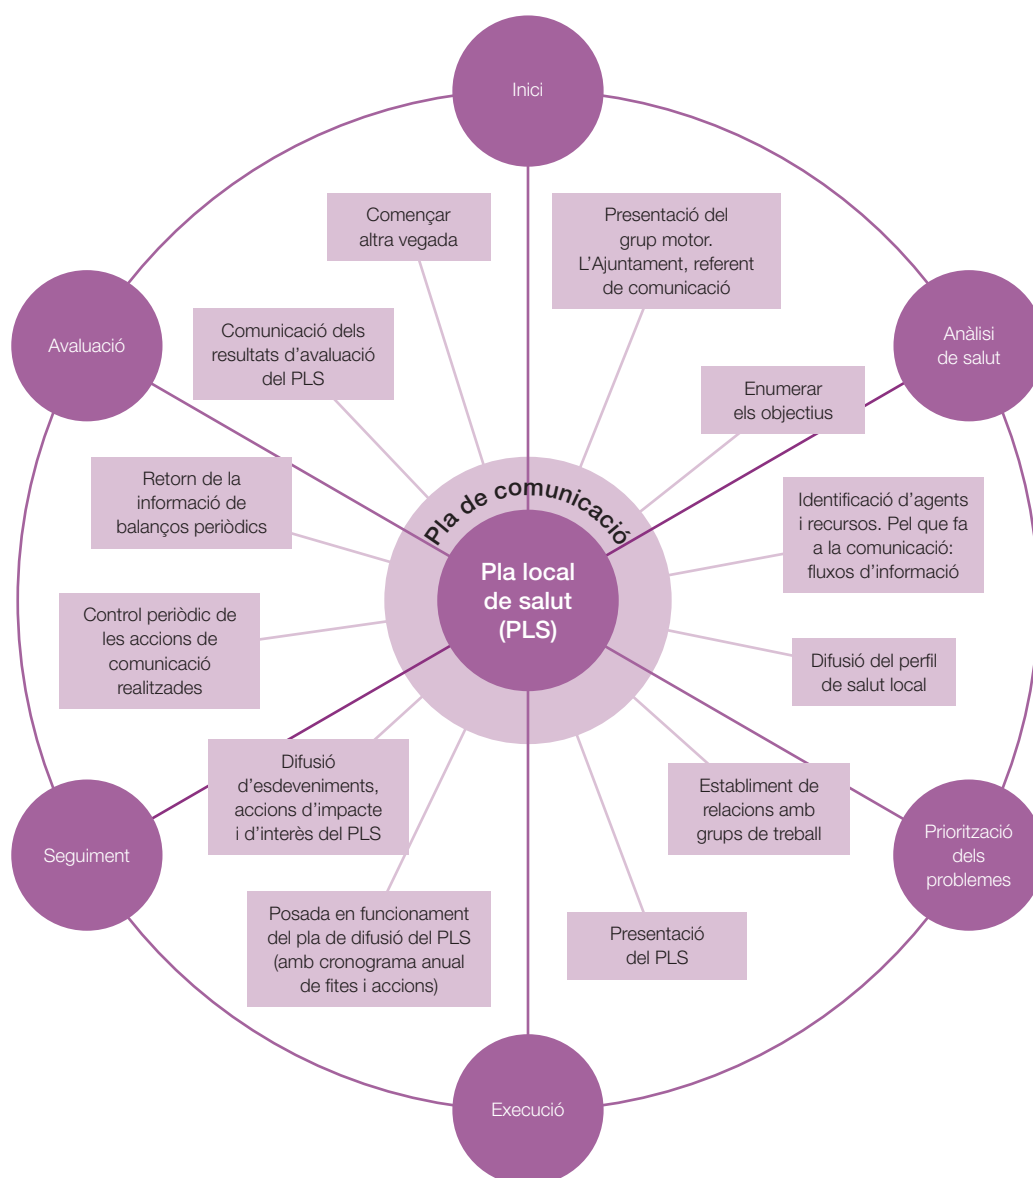 Inici
Començar
altra vegada
Presentació del
grup motor.
L’Ajuntament, referent
de comunicació
Avaluació
Anàlisi
de salut
Comunicació dels
resultats d’avaluació
del PLS
Enumerar
els objectius
Retorn de la
informació de
balanços periòdics
Pla de comunicació
Identificació d’agents
i recursos. Pel que fa
a la comunicació:
fluxos d’informació
Pla local
de salut
(PLS)
Control periòdic de
les accions de
comunicació
realitzades
Difusió del perfil
de salut local
Difusió
d’esdeveniments,
accions d’impacte
i d’interès del PLS
Establiment de
relacions amb
grups de treball
Seguiment
Priorització
dels
problemes
Posada en funcionament
del pla de difusió del PLS
(amb cronograma anual
de fites i accions)
Presentació
del PLS
Execució